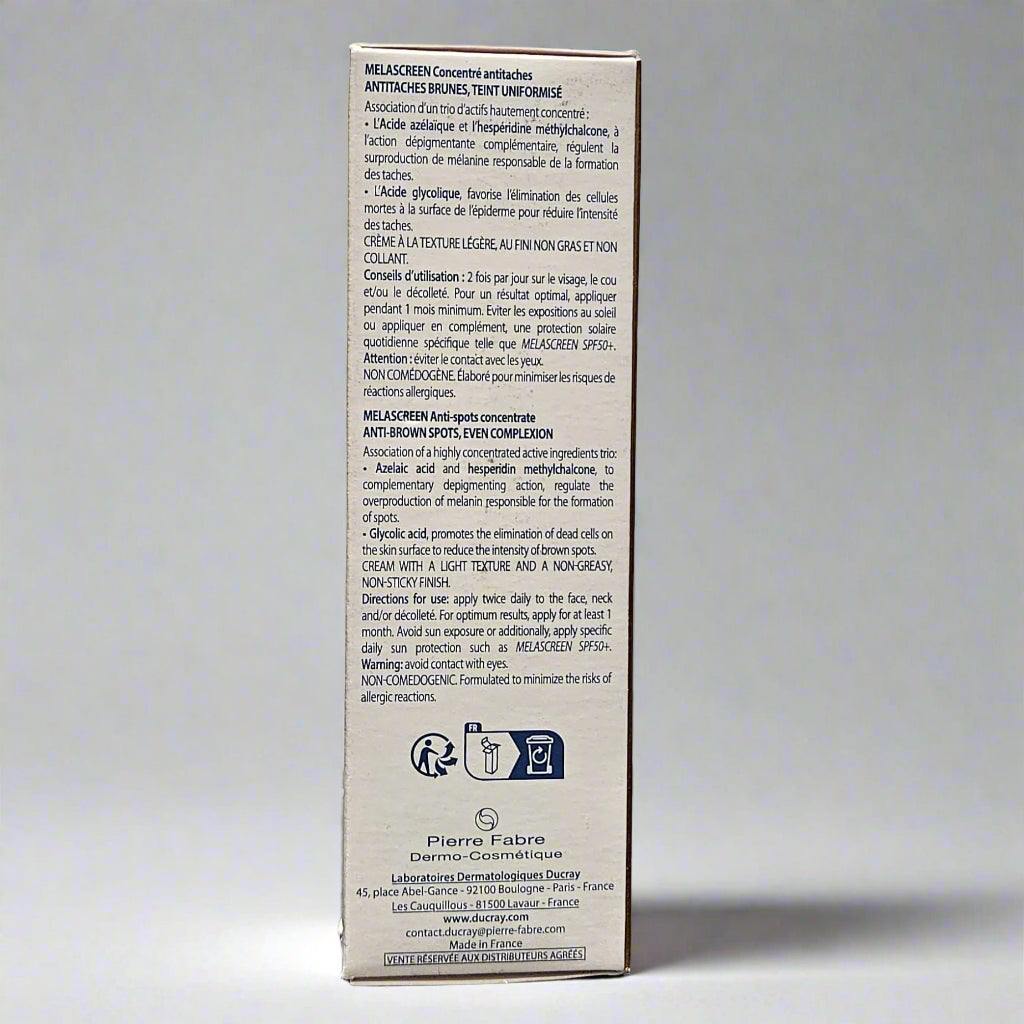 MELASCREEN Concentré antitaches
ANTITACHES BRUNES, TEINT UNIFORMISÉ
Association d'un trio d'actifs hautement concentré :
• L'Acide azélaïque et l'hespéridine méthylchalcone, à
l'action dépigmentante complémentaire, régulent la
surproduction de mélanine responsable de la formation
des taches.
• L'Acide glycolique, favorise l'élimination des cellules
mortes à la surface de l'épiderme pour réduire l'intensité
des taches.
CRÈME À LA TEXTURE LÉGÈRE, AU FINI NON GRAS ET NON
COLLANT.
Conseils d'utilisation : 2 fois par jour sur le visage, le cou
et/ou le décolleté. Pour un résultat optimal, appliquer
pendant 1 mois minimum. Eviter les expositions au soleil
ou appliquer en complément, une protection solaire
quotidienne spécifique telle que MELASCREEN SPF50+.
Attention : éviter le contact avec les yeux.
NON COMÉDOGÈNE. Élaboré pour minimiser les risques de
réactions allergiques.
MELASCREEN Anti-spots concentrate
ANTI-BROWN SPOTS, EVEN COMPLEXION
Association of a highly concentrated active ingredients trio:
• Azelaic acid and hesperidin methylchalcone, to
complementary depigmenting action, regulate the
overproduction of melanin responsible for the formation
of spots.
• Glycolic acid, promotes the elimination of dead cells on
the skin surface to reduce the intensity of brown spots.
CREAM WITH A LIGHT TEXTURE AND A NON-GREASY,
NON-STICKY FINISH.
Directions for use: apply twice daily to the face, neck
and/or décolleté. For optimum results, apply for at least 1
month. Avoid sun exposure or additionally, apply specific
daily sun protection such as MELASCREEN SPF50+.
Warning: avoid contact with eyes.
NON-COMEDOGENIC. Formulated to minimize the risks of
allergic reactions.
FR
Pierre Fabre
Dermo-Cosmétique
Laboratoires Dermatologiques Ducray
45, place Abel-Gance - 92100 Boulogne - Paris - France
Les Cauquillous - 81500 Lavaur - France
www.ducray.com
contact.ducray@pierre-fabre.com
Made in France
VENTE RÉSERVÉE AUX DISTRIBUTEURS AGRÉÉS